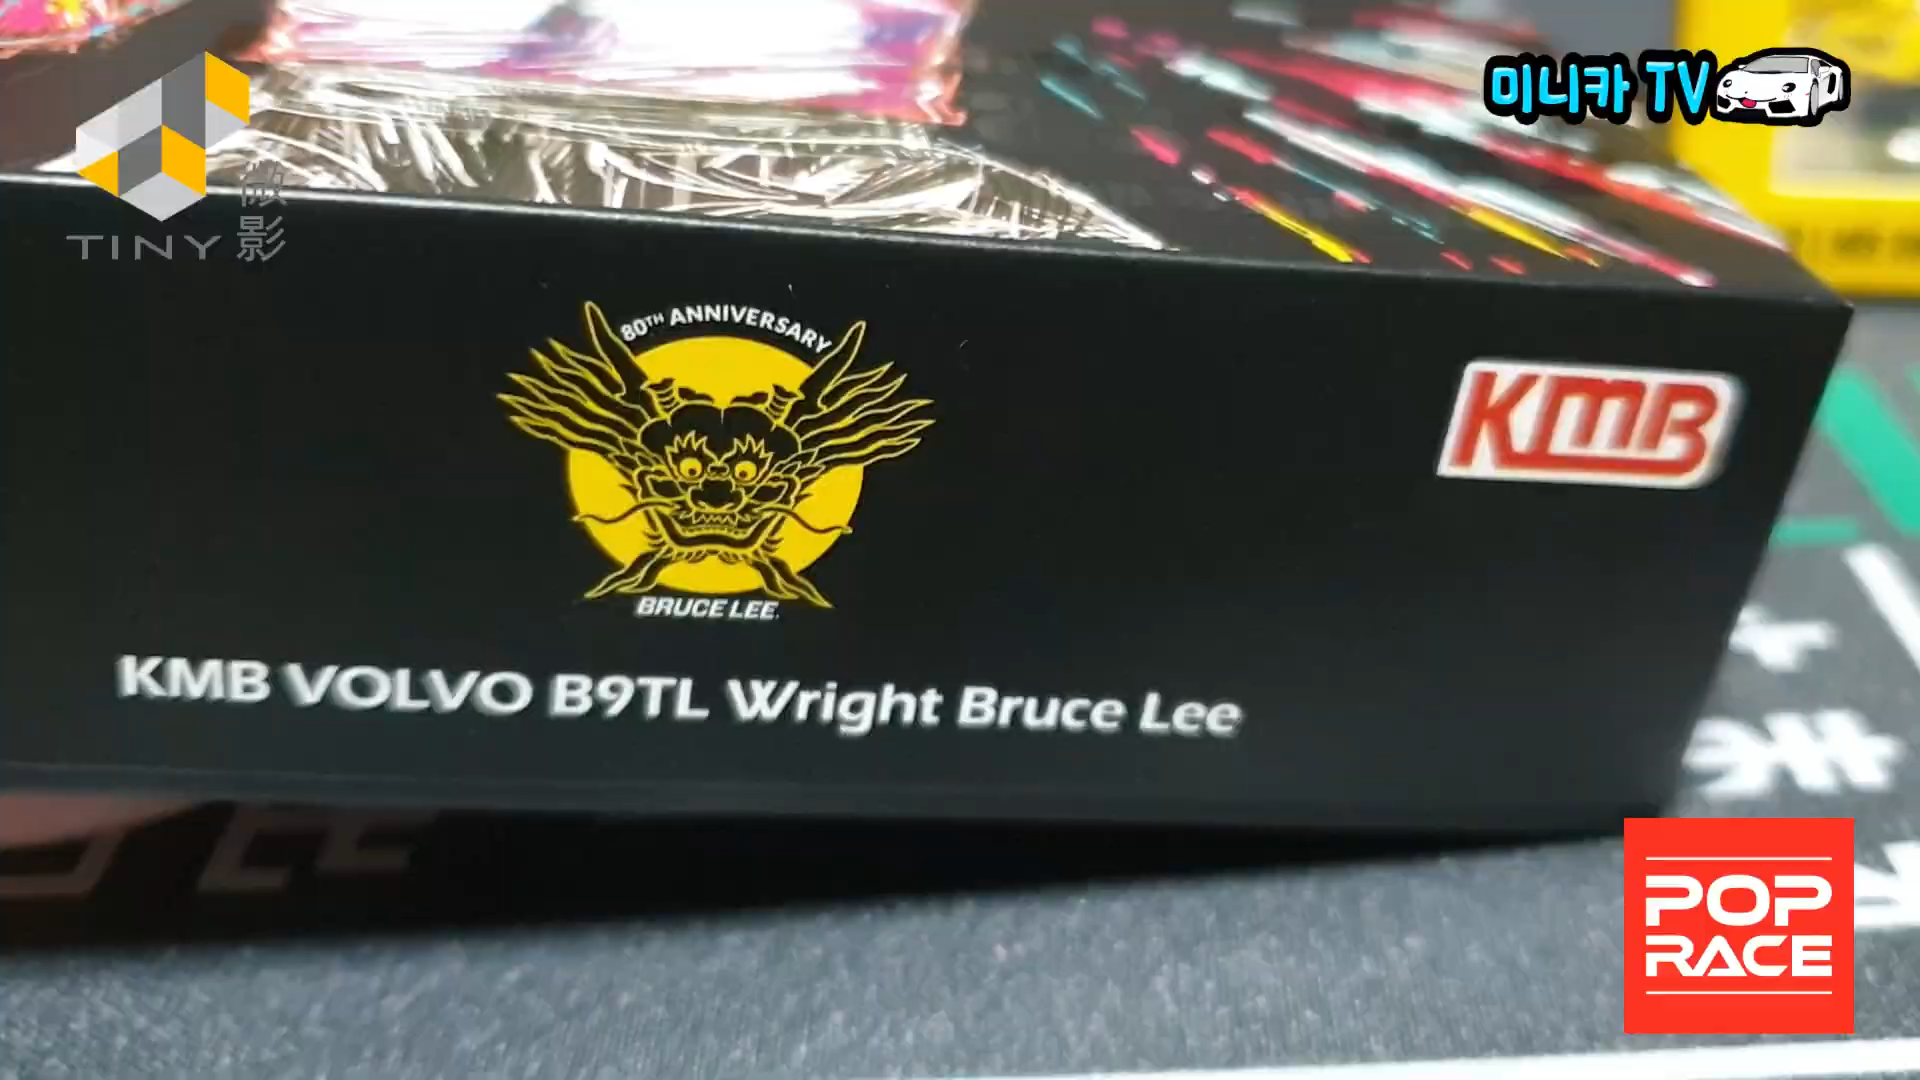 미니카 TV
TINY 微影
80TH ANNIVERSARY
BRUCE LEE
KMB
KMB VOLVO B9TL Wright Bruce Lee
POP
RACE